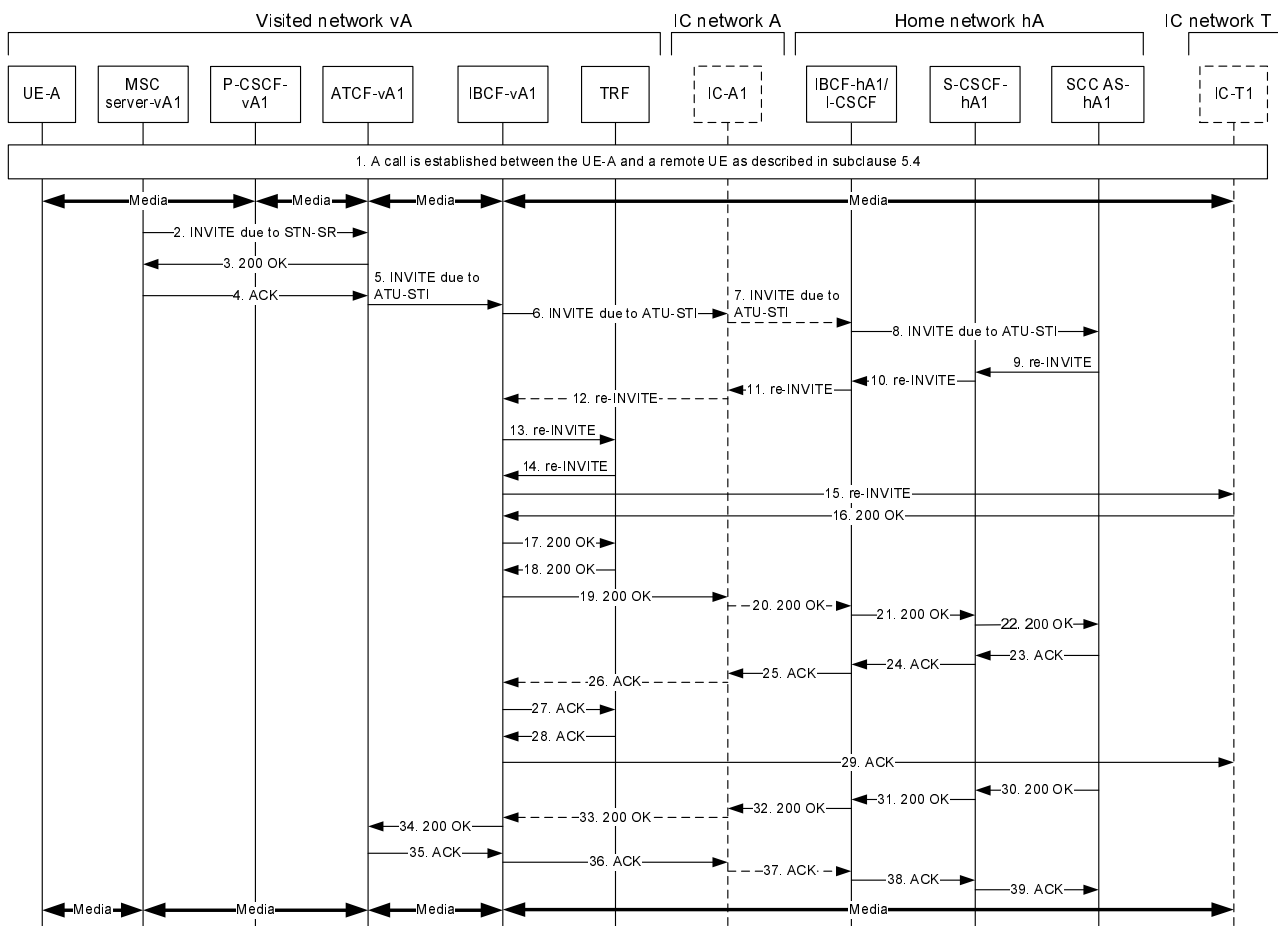 Visited network vA
IC network A
Home network hA
IC network T
UE-A
MSC
server-vA1
P-CSCF-
vA1
ATCF-vA1
IBCF-vA1
TRF
IC-A1
IBCF-hA1/
I-CSCF
S-CSCF-
hA1
SCC AS-
hA1
IC-T1
1. A call is established between the UE-A and a remote UE as described in subclause 5.4
Media
Media
Media
Media
2. INVITE due to STN-SR
3. 200 OK
4. ACK
5. INVITE due to
ATU-STI
6. INVITE due to ATU-STI
7. INVITE due to
ATU-STI
8. INVITE due to ATU-STI
9. re-INVITE
10. re-INVITE
11. re-INVITE
12. re-INVITE
13. re-INVITE
14. re-INVITE
15. re-INVITE
16. 200 OK
17. 200 OK
18. 200 OK
19. 200 OK
20. 200 OK
21. 200 OK
22. 200 OK
23. ACK
24. ACK
25. ACK
26. ACK
27. ACK
28. ACK
29. ACK
30. 200 OK
31. 200 OK
32. 200 OK
33. 200 OK
34. 200 OK
35. ACK
36. ACK
37. ACK
38. ACK
39. ACK
Media
Media
Media
Media